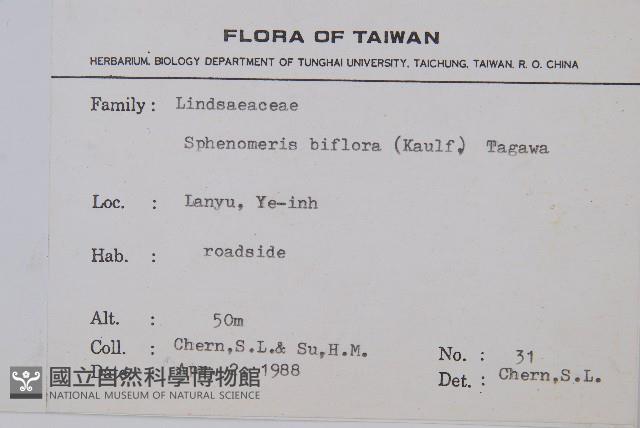 FLORA OF TAIWAN
HERBARIUM, BIOLOGY DEPARTMENT OF TUNGHAI UNIVERSITY, TAICHUNG, TAIWAN, R. O. CHINA
Family : Lindsaeaceae
Sphenomeris biflora (Kaulf) Tagawa
Loc. : Lanyu, Ye-inh
Hab. : roadside
Alt. : 50m
Coll. : Chern,S.L.& Su,H.M.
No. : 31
Date 1988
Det. : Chern,S.L.
國立自然科學博物館
NATIONAL MUSEUM OF NATURAL SCIENCE